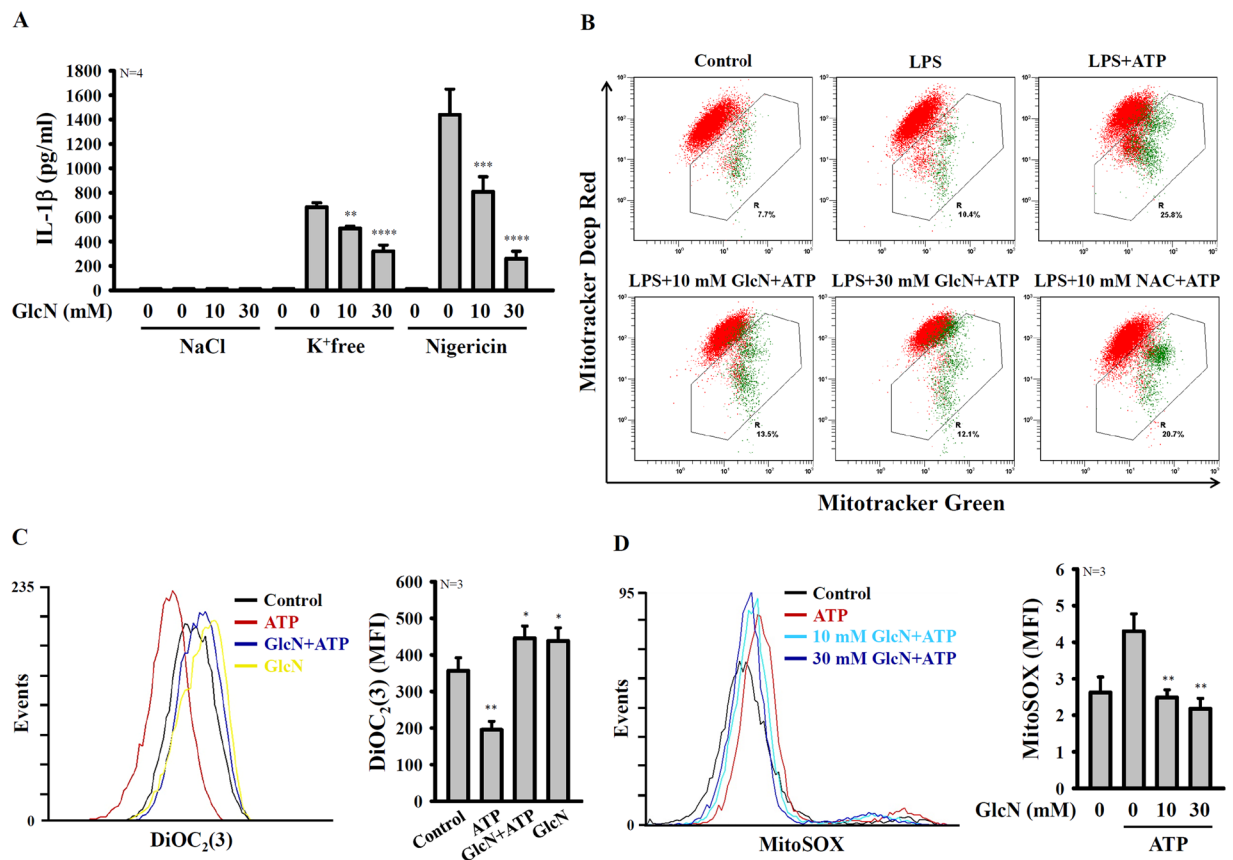 A
N=4
IL-1β (pg/ml)
1800
1600
1400
1200
1000
800
600
400
200
0
** **** *** ****
GlcN (mM) 0 0 10 30 0 0 10 30 0 0 10 30
NaCl K⁺free Nigericin
B
Control LPS LPS+ATP
R R R
7.7% 10.4% 25.8%
LPS+10 mM GlcN+ATP LPS+30 mM GlcN+ATP LPS+10 mM NAC+ATP
R R R
13.5% 12.1% 20.7%
Mitotracker Deep Red
Mitotracker Green
C
235
0
Events
DiOC₂(3)
Control
ATP
GlcN+ATP
GlcN
N=3
DiOC₂(3) (MFI)
600
500
400
300
200
100
0
** * *
Control ATP GlcN+ATP GlcN
D
95
0
Events
MitoSOX
Control
ATP
10 mM GlcN+ATP
30 mM GlcN+ATP
N=3
MitoSOX (MFI)
6
5
4
3
2
1
0
** **
GlcN (mM) 0 0 10 30
ATP